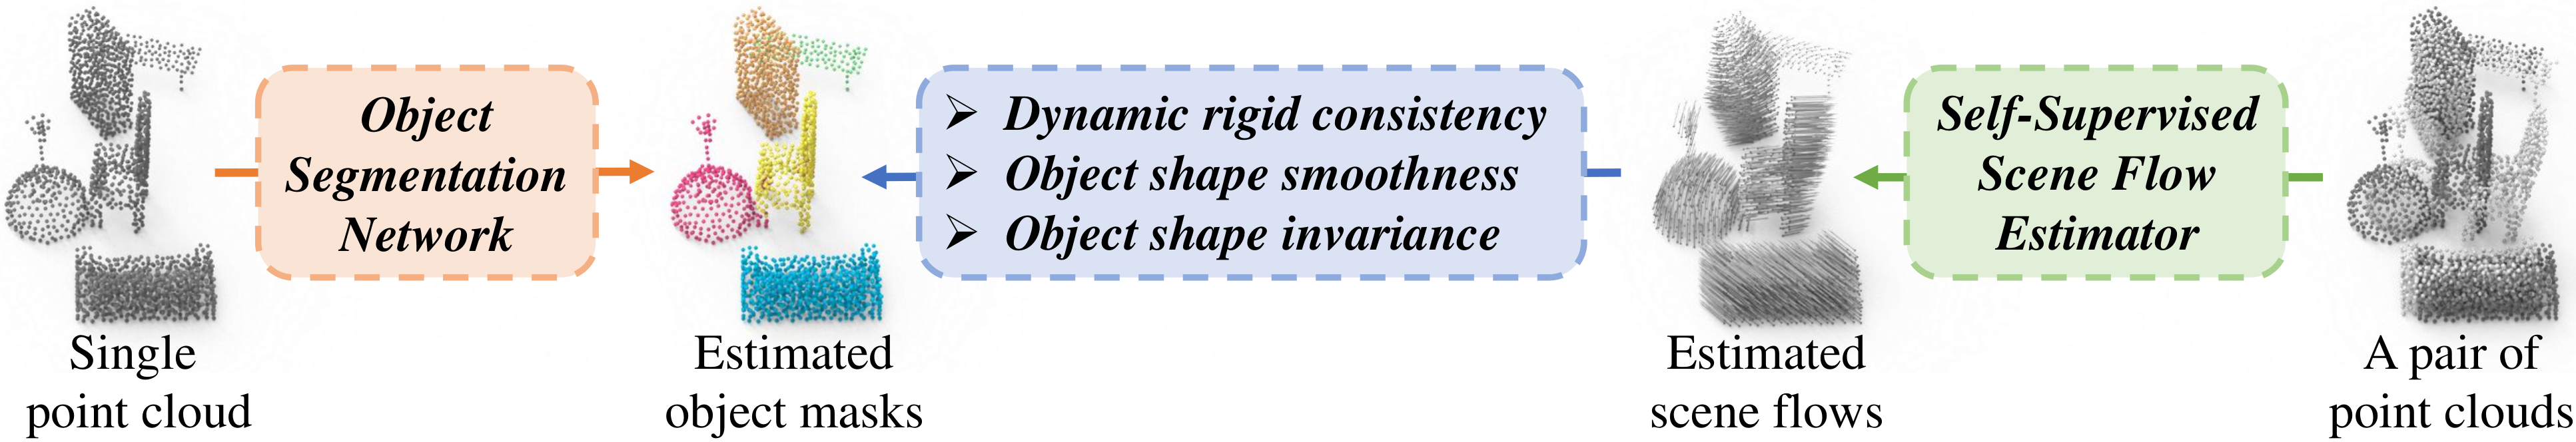 Object
Segmentation
Network
➢ Dynamic rigid consistency
➢ Object shape smoothness
➢ Object shape invariance
Self-Supervised
Scene Flow
Estimator
Single
point cloud
Estimated
object masks
Estimated
scene flows
A pair of
point clouds